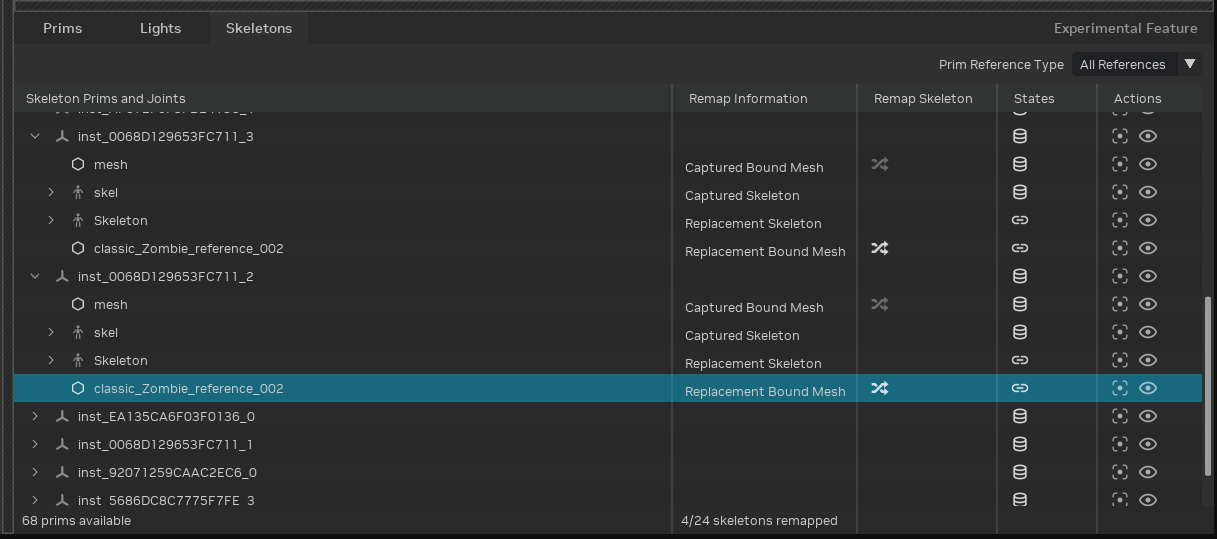 Prims Lights Skeletons Experimental Feature
Prim Reference Type All References
Skeleton Prims and Joints Remap Information Remap Skeleton States Actions
inst_0068D129653FC711_3
mesh Captured Bound Mesh
skel Captured Skeleton
Skeleton Replacement Skeleton
classic_Zombie_reference_002 Replacement Bound Mesh
inst_0068D129653FC711_2
mesh Captured Bound Mesh
skel Captured Skeleton
Skeleton Replacement Skeleton
classic_Zombie_reference_002 Replacement Bound Mesh
inst_EA135CA6F03F0136_0
inst_0068D129653FC711_1
inst_92071259CAAC2EC6_0
inst_5686DC8C7775F7FE_3
68 prims available 4/24 skeletons remapped